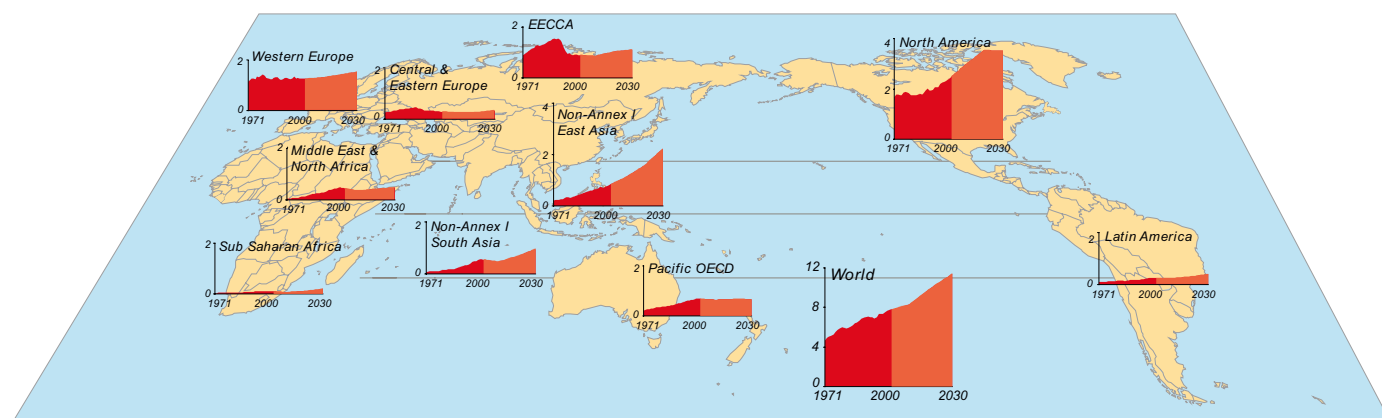 Western Europe
2
0
1971 2000 2030
Central &
Eastern Europe
2
0
1971 2000 2030
EECCA
2
0
1971 2000 2030
North America
4
2
0
1971 2000 2030
Non-Annex I
East Asia
4
2
0
1971 2000 2030
Middle East &
North Africa
2
0
1971 2000 2030
Non-Annex I
South Asia
2
0
1971 2000 2030
Sub Saharan Africa
2
0
1971 2000 2030
Pacific OECD
2
0
1971 2000 2030
World
12
8
4
0
1971 2000 2030
Latin America
2
0
1971 2000 2030